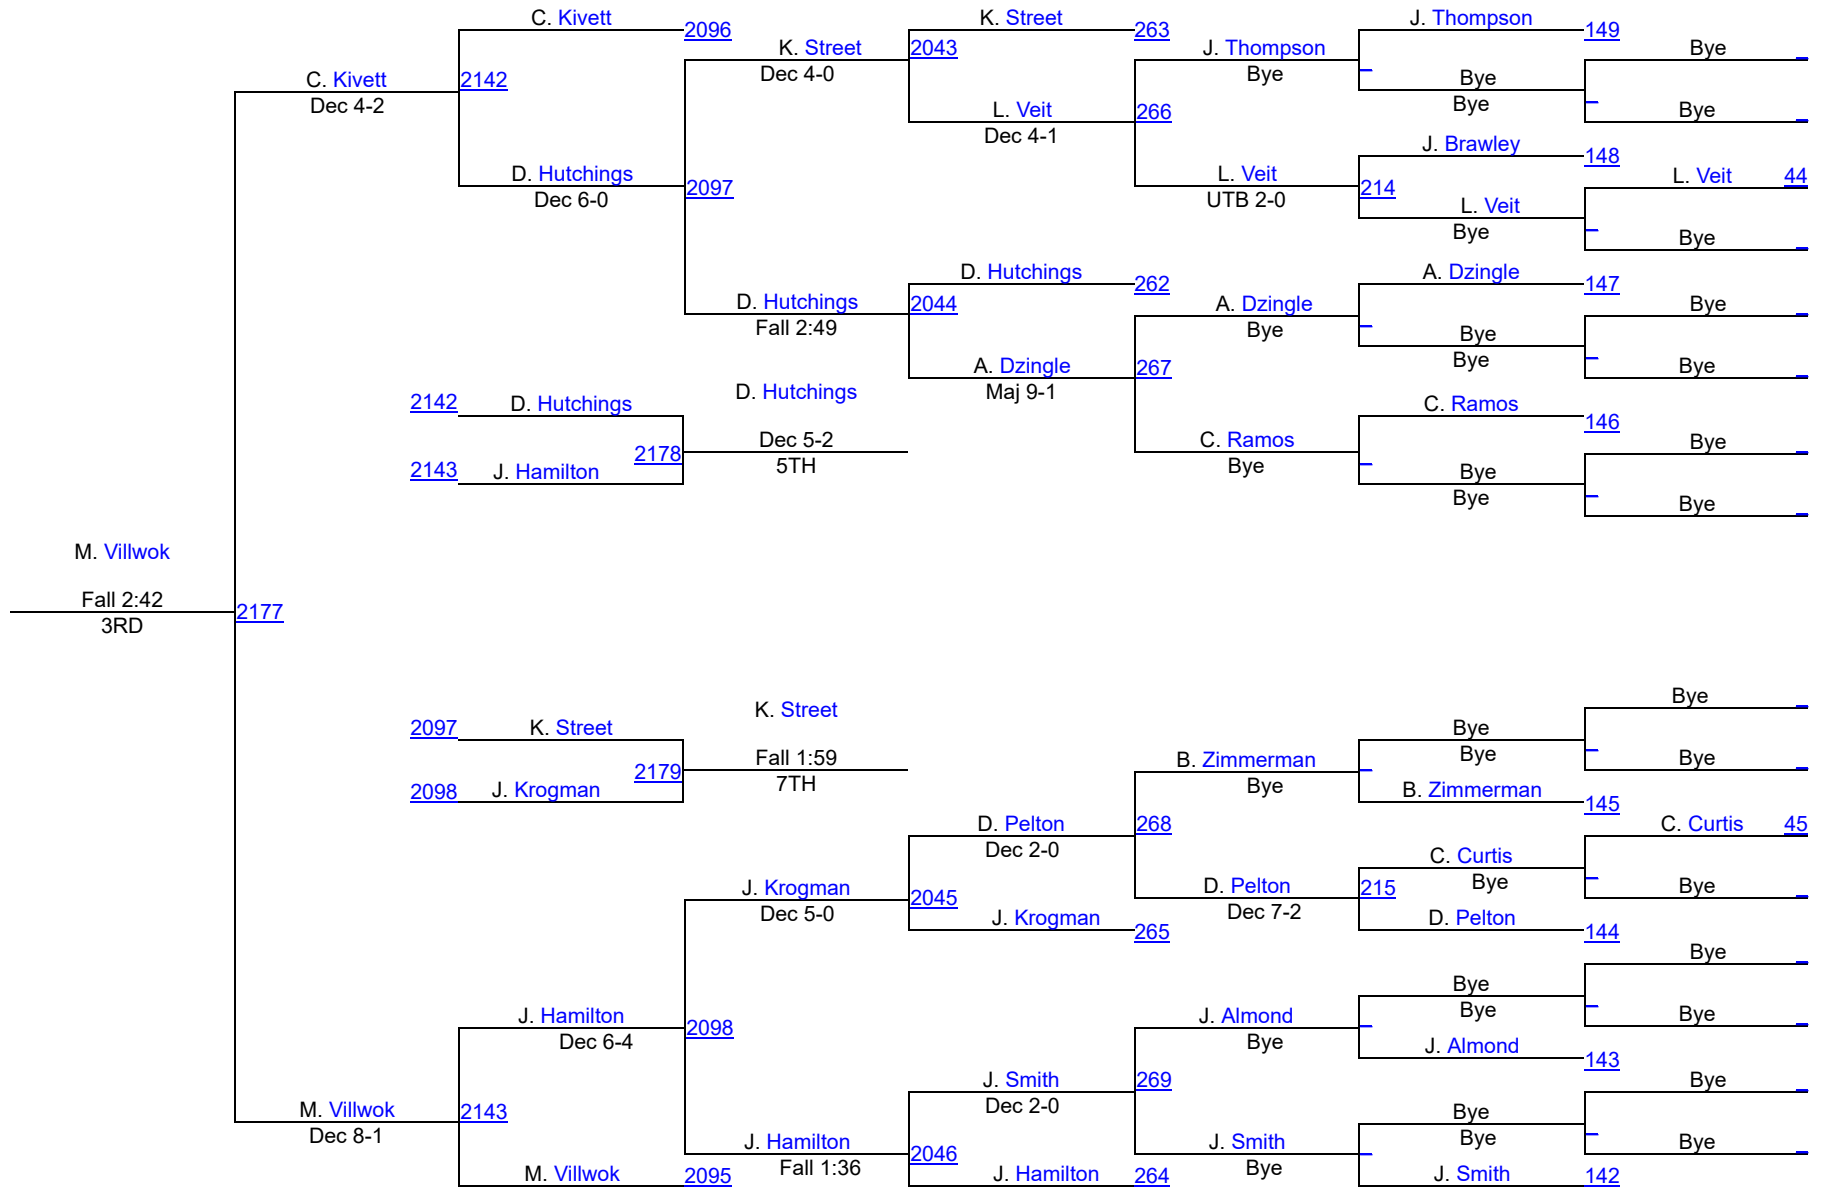 C. Kivett
2096
C. Kivett
Dec 4-2
2142
D. Hutchings
Dec 6-0
2097
K. Street
Dec 4-0
2043
K. Street
263
L. Veit
Dec 4-1
266
J. Thompson
Bye
J. Thompson
149
Bye
Bye
Bye
Bye
L. Veit
UTB 2-0
214
J. Brawley
148
L. Veit
Bye
L. Veit 44
Bye
D. Hutchings
Fall 2:49
2044
D. Hutchings
262
A. Dzingle
Maj 9-1
267
A. Dzingle
Bye
A. Dzingle
147
Bye
Bye
Bye
Bye
C. Ramos
Bye
C. Ramos
146
Bye
Bye
Bye
Bye
2142 D. Hutchings
2143 J. Hamilton
2178
D. Hutchings
Dec 5-2
5TH
M. Villwok
Fall 2:42
3RD
2177
2097 K. Street
2098 J. Krogman
2179
K. Street
Fall 1:59
7TH
Bye
Bye
Bye
Bye
B. Zimmerman
Bye
B. Zimmerman
145
D. Pelton
Dec 2-0
268
C. Curtis 45
Bye
C. Curtis
Bye
D. Pelton
Dec 7-2
215
D. Pelton
144
J. Krogman
Dec 5-0
2045
J. Krogman
265
J. Hamilton
Dec 6-4
2098
Bye
Bye
Bye
Bye
J. Almond
Bye
J. Almond
143
J. Smith
Dec 2-0
269
Bye
Bye
Bye
Bye
J. Smith
Bye
J. Smith
142
J. Hamilton
Fall 1:36
2046
J. Hamilton
264
M. Villwok
Dec 8-1
2143
M. Villwok
2095